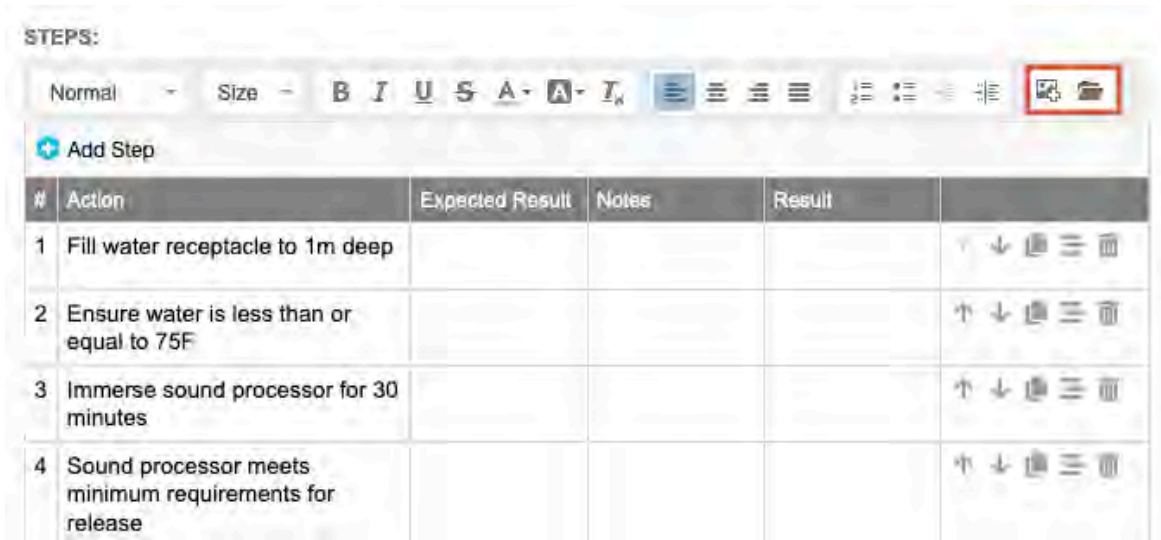 STEPS:
Normal Size B I U S A A Tx
Add Step
# Action Expected Result Notes Result
1 Fill water receptacle to 1m deep
2 Ensure water is less than or
equal to 75F
3 Immerse sound processor for 30
minutes
4 Sound processor meets
minimum requirements for
release